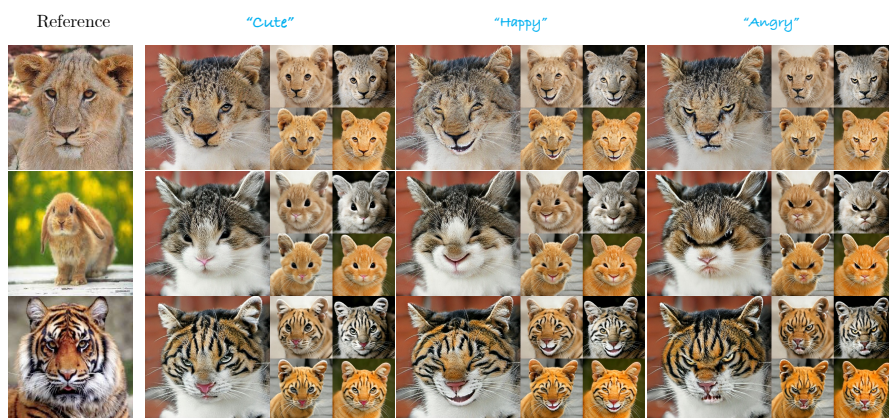 Reference
“Cute”
“Happy”
“Angry”